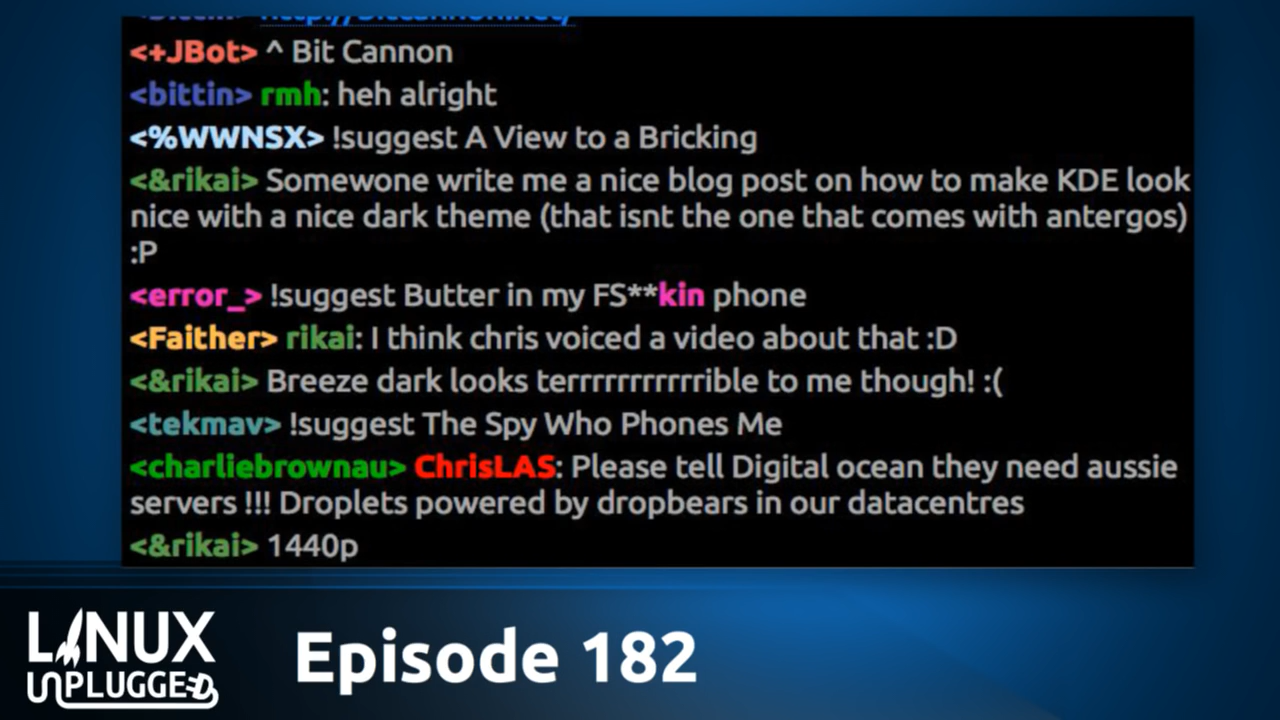 http://bitcannon.net/
<+JBot> ^ Bit Cannon
<bittin> rmh: heh alright
<%WWNSX> !suggest A View to a Bricking
<&rikai> Somewone write me a nice blog post on how to make KDE look
nice with a nice dark theme (that isnt the one that comes with antergos)
:P
<error_> !suggest Butter in my FS**kin phone
<Faither> rikai: I think chris voiced a video about that :D
<&rikai> Breeze dark looks terrrrrrrrrrrible to me though! :(
<tekmav> !suggest The Spy Who Phones Me
<charliebrownau> ChrisLAS: Please tell Digital ocean they need aussie
servers !!! Droplets powered by dropbears in our datacentres
<&rikai> 1440p
LINUX
UNPLUGGED
Episode 182